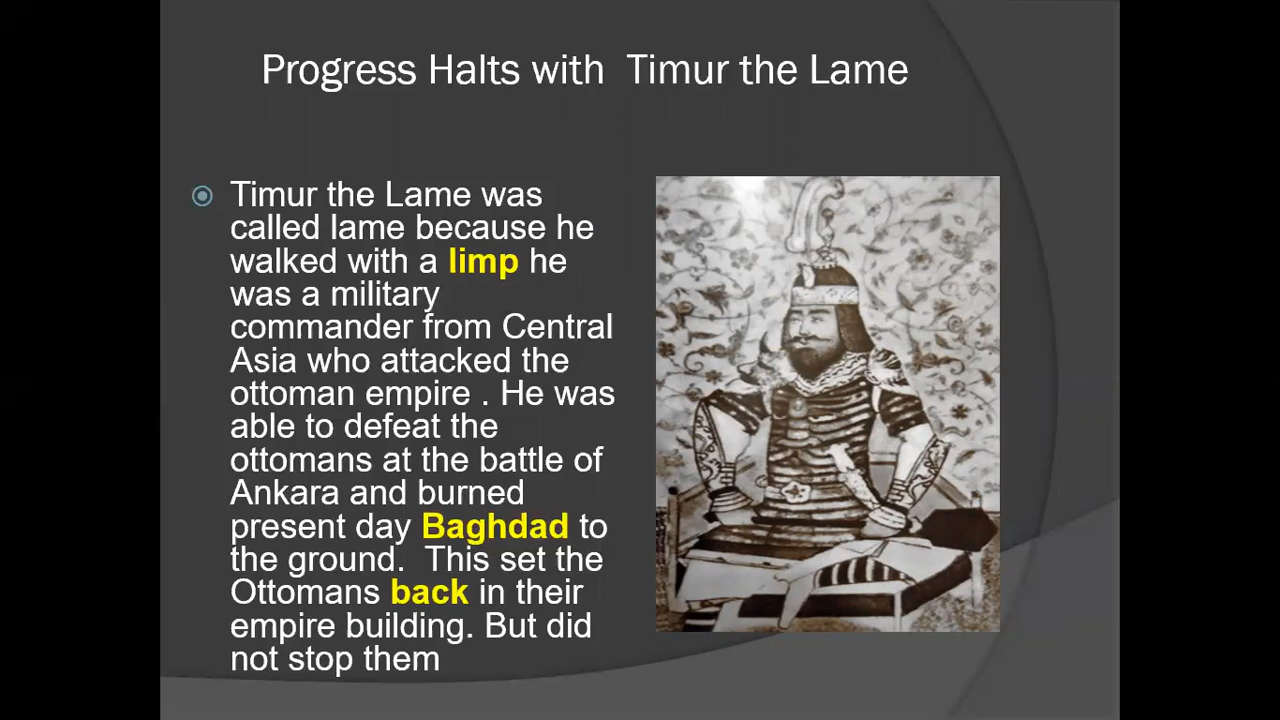 Progress Halts with  Timur the Lame
Timur the Lame was
called lame because he
walked with a limp he
was a military
commander from Central
Asia who attacked the
ottoman empire . He was
able to defeat the
ottomans at the battle of
Ankara and burned
present day Baghdad to
the ground.  This set the
Ottomans back in their
empire building. But did
not stop them